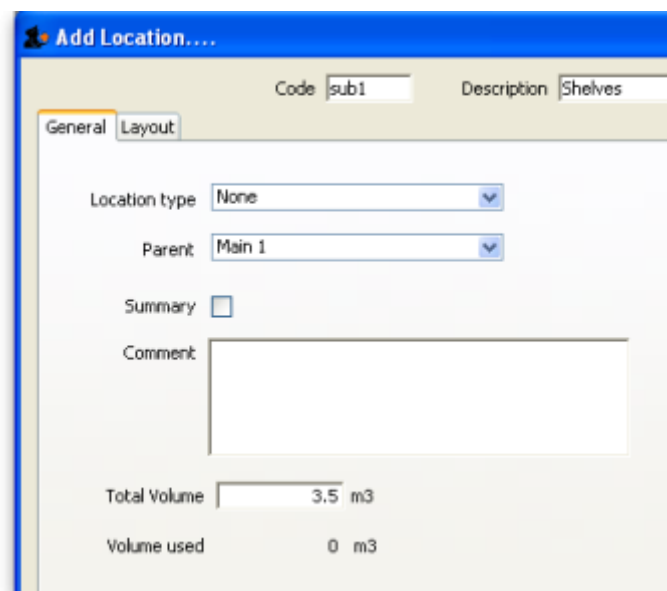 Add Location....
Code sub1 Description Shelves
General Layout
Location type None
Parent Main 1
Summary
Comment
Total Volume 3.5 m3
Volume used 0 m3